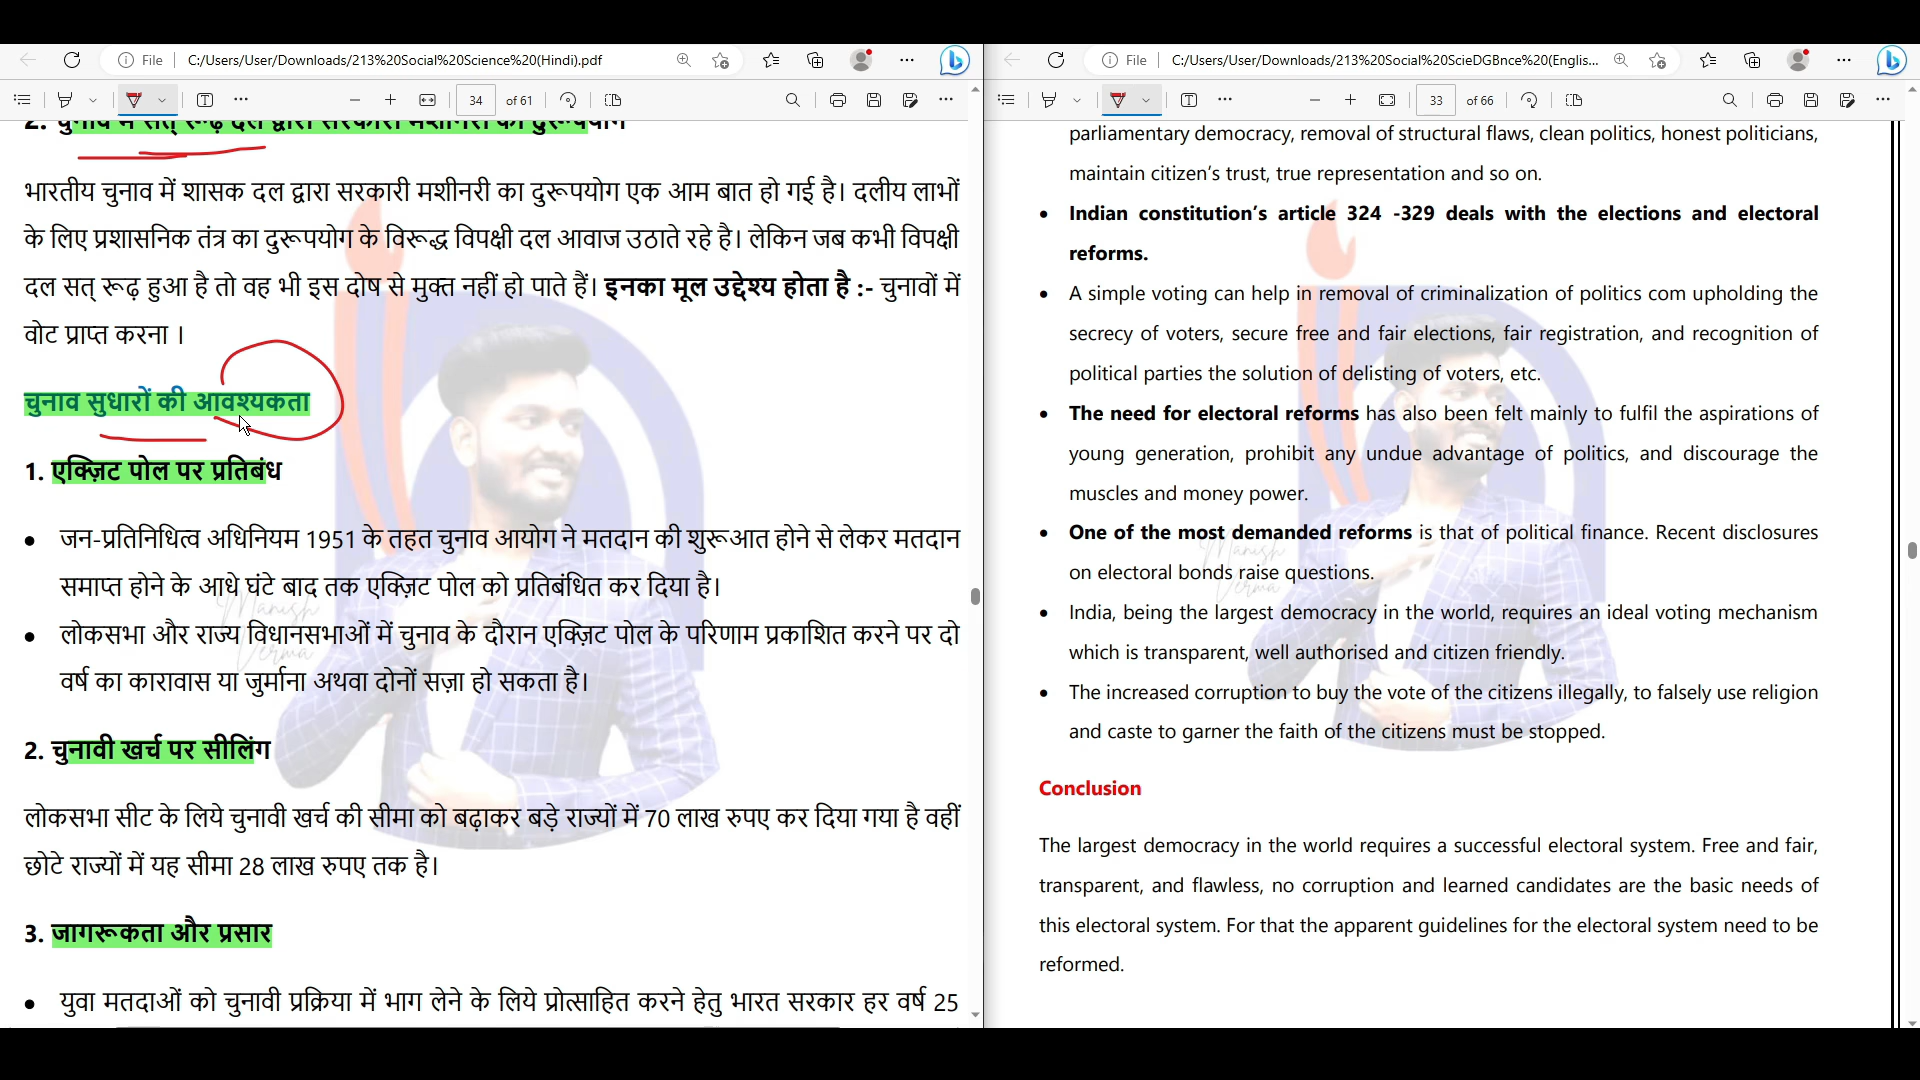 File
C:/Users/User/Downloads/213%20Social%20Science%20(Hindi).pdf
34 of 61
2. चुनाव में सत् रूढ़ दल द्वारा सरकारी मशीनरी का दुरूपयोग
भारतीय चुनाव में शासक दल द्वारा सरकारी मशीनरी का दुरूपयोग एक आम बात हो गई है। दलीय लाभों
के लिए प्रशासनिक तंत्र का दुरूपयोग के विरूद्ध विपक्षी दल आवाज उठाते रहे है। लेकिन जब कभी विपक्षी
दल सत् रूढ़ हुआ है तो वह भी इस दोष से मुक्त नहीं हो पाते हैं। इनका मूल उद्देश्य होता है :- चुनावों में
वोट प्राप्त करना ।
चुनाव सुधारों की आवश्यकता
1. एक्ज़िट पोल पर प्रतिबंध
● जन-प्रतिनिधित्व अधिनियम 1951 के तहत चुनाव आयोग ने मतदान की शुरूआत होने से लेकर मतदान
समाप्त होने के आधे घंटे बाद तक एक्ज़िट पोल को प्रतिबंधित कर दिया है।
● लोकसभा और राज्य विधानसभाओं में चुनाव के दौरान एक्ज़िट पोल के परिणाम प्रकाशित करने पर दो
वर्ष का कारावास या जुर्माना अथवा दोनों सज़ा हो सकता है।
2. चुनावी खर्च पर सीलिंग
लोकसभा सीट के लिये चुनावी खर्च की सीमा को बढ़ाकर बड़े राज्यों में 70 लाख रुपए कर दिया गया है वहीं
छोटे राज्यों में यह सीमा 28 लाख रुपए तक है।
3. जागरूकता और प्रसार
● युवा मतदाओं को चुनावी प्रक्रिया में भाग लेने के लिये प्रोत्साहित करने हेतु भारत सरकार हर वर्ष 25
Manish
Verma
File
C:/Users/User/Downloads/213%20Social%20ScieDGBnce%20(Englis...
33 of 66
parliamentary democracy, removal of structural flaws, clean politics, honest politicians,
maintain citizen's trust, true representation and so on.
● Indian constitution's article 324 -329 deals with the elections and electoral
reforms.
● A simple voting can help in removal of criminalization of politics com upholding the
secrecy of voters, secure free and fair elections, fair registration, and recognition of
political parties the solution of delisting of voters, etc.
● The need for electoral reforms has also been felt mainly to fulfil the aspirations of
young generation, prohibit any undue advantage of politics, and discourage the
muscles and money power.
● One of the most demanded reforms is that of political finance. Recent disclosures
on electoral bonds raise questions.
● India, being the largest democracy in the world, requires an ideal voting mechanism
which is transparent, well authorised and citizen friendly.
● The increased corruption to buy the vote of the citizens illegally, to falsely use religion
and caste to garner the faith of the citizens must be stopped.
Conclusion
The largest democracy in the world requires a successful electoral system. Free and fair,
transparent, and flawless, no corruption and learned candidates are the basic needs of
this electoral system. For that the apparent guidelines for the electoral system need to be
reformed.
Manish
Verma